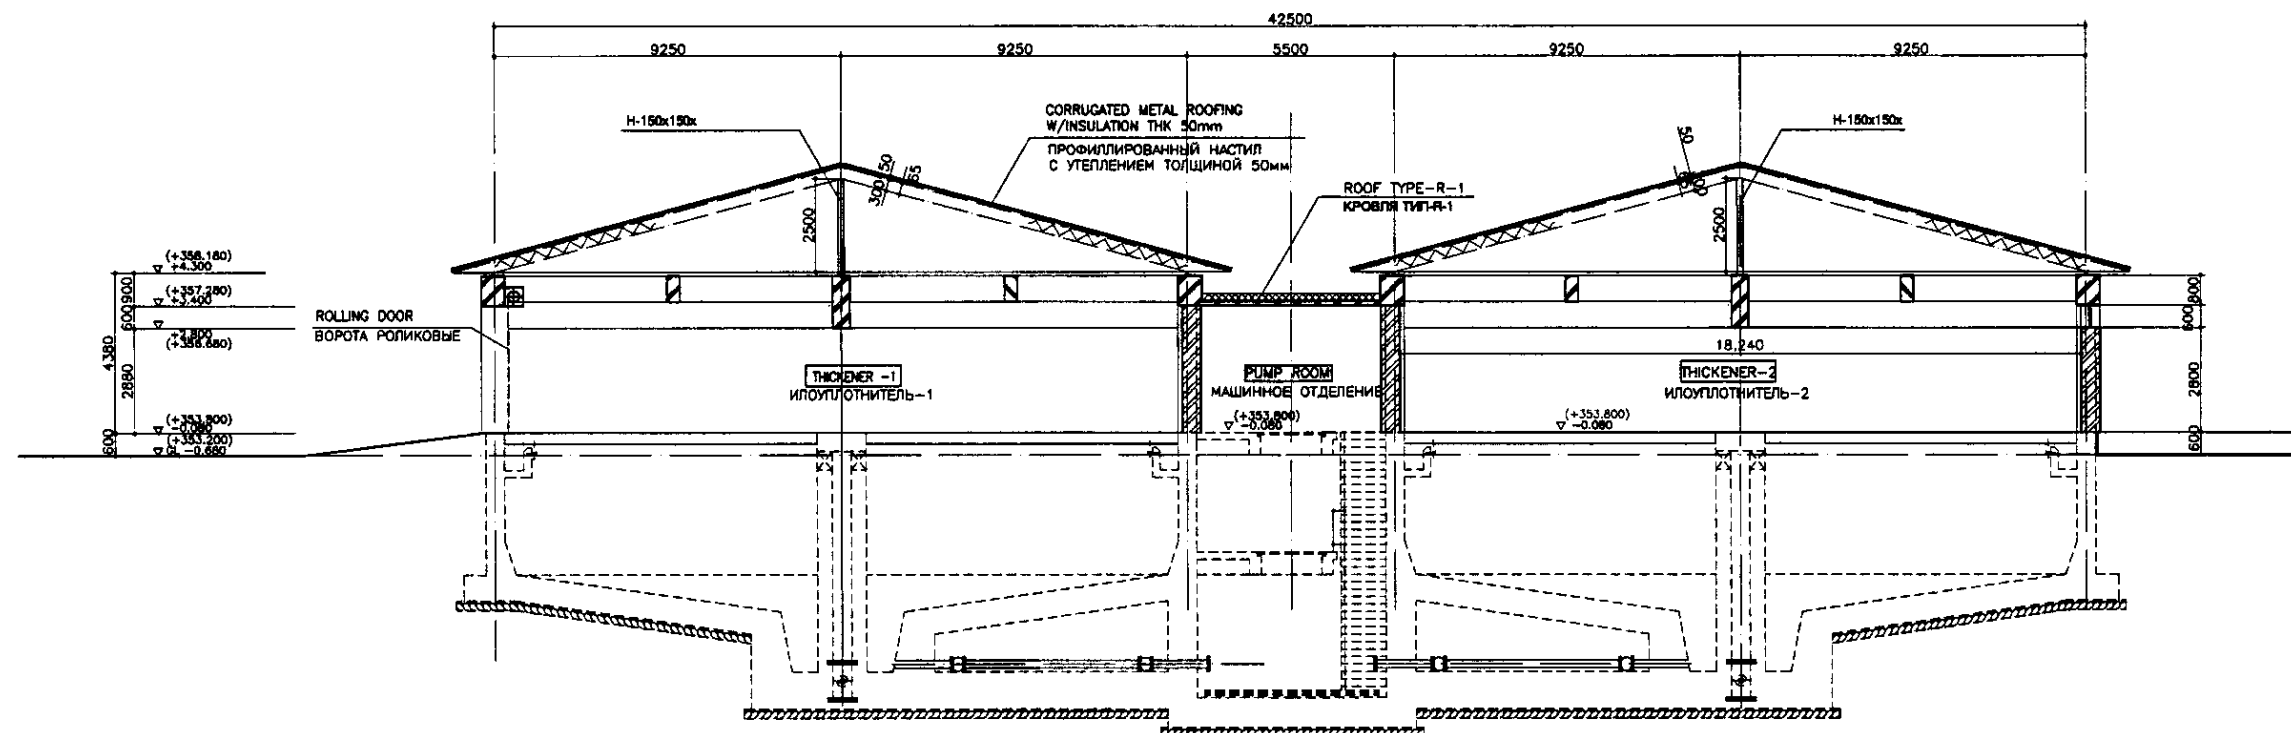 42500
9250
9250
5500
9250
9250
H-150x150x
CORRUGATED METAL ROOFING
W/INSULATION THK 50mm
ПРОФИЛЛИРОВАННЫЙ НАСТИЛ
С УТЕПЛЕНИЕМ ТОЛЩИНОЙ 50мм
H-150x150x
50
300
65
50
ROOF TYPE-R-1
КРОВЛЯ ТИП-R-1
2500
2500
(+358.180)
+4.300
(+357.280)
+3.400
+2.800
(+356.680)
900
600
4380
2880
600
ROLLING DOOR
ВОРОТА РОЛИКОВЫЕ
THICKENER -1
ИЛОУПЛОТНИТЕЛЬ-1
PUMP ROOM
МАШИННОЕ ОТДЕЛЕНИЕ
18,240
THICKENER-2
ИЛОУПЛОТНИТЕЛЬ-2
800
600
2800
600
(+353.800)
-0.080
(+353.200)
GL -0.680
(+353.800)
-0.080
(+353.800)
-0.080